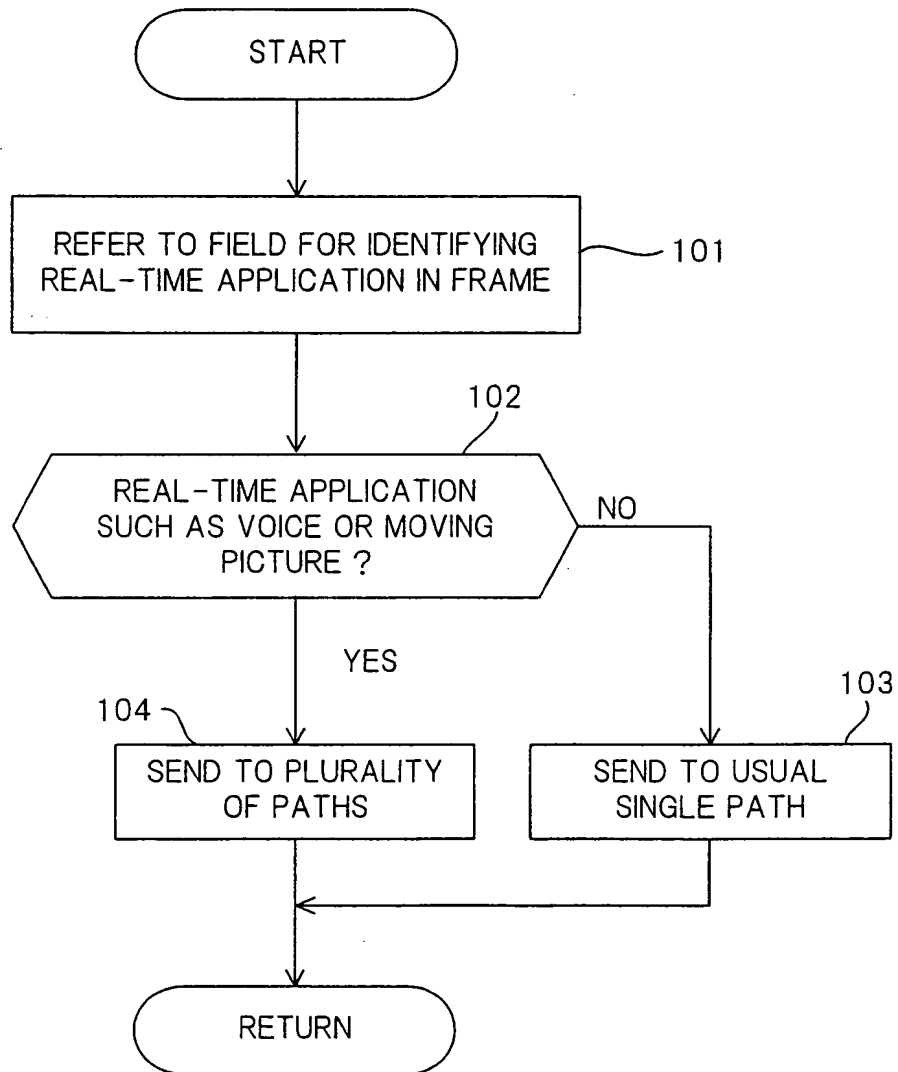 START
REFER TO FIELD FOR IDENTIFYING
REAL-TIME APPLICATION IN FRAME
101
102
REAL-TIME APPLICATION
SUCH AS VOICE OR MOVING
PICTURE ?
NO
YES
104
103
SEND TO PLURALITY
OF PATHS
SEND TO USUAL
SINGLE PATH
RETURN